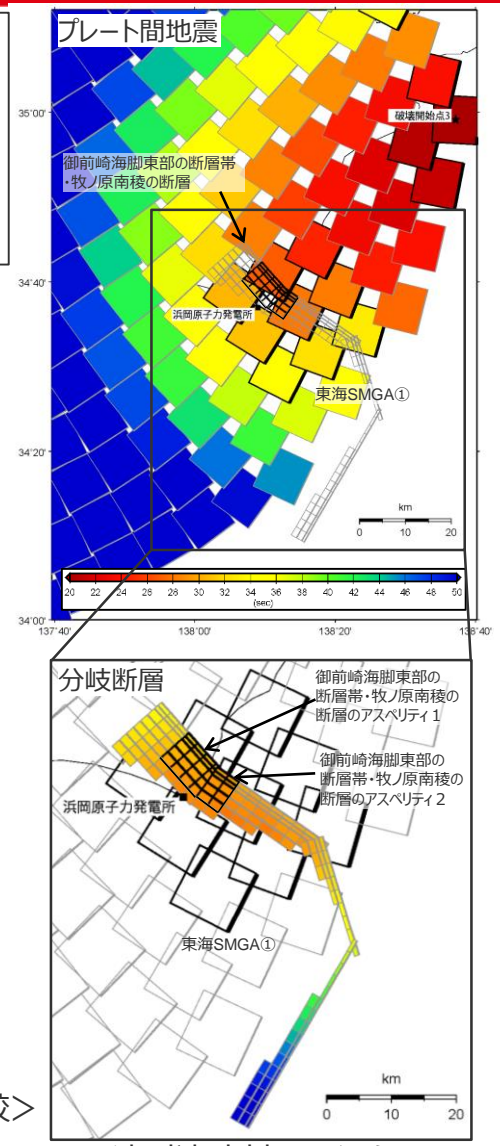 プレート間地震
35°00'
破壊開始点3
御前崎海脚東部の断層帯
・牧ノ原南稜の断層
34°40'
浜岡原子力発電所
東海SMGA①
34°20'
km
0 10 20
20 22 24 26 28 30 32 34 36 38 40 42 44 46 48 50
(sec)
34°00'
137°40' 138°00' 138°20' 138°40'
分岐断層
御前崎海脚東部の
断層帯・牧ノ原南稜の
断層のアスペリティ1
御前崎海脚東部の
断層帯・牧ノ原南稜の
断層のアスペリティ2
浜岡原子力発電所
東海SMGA①
km
0 10 20
較＞